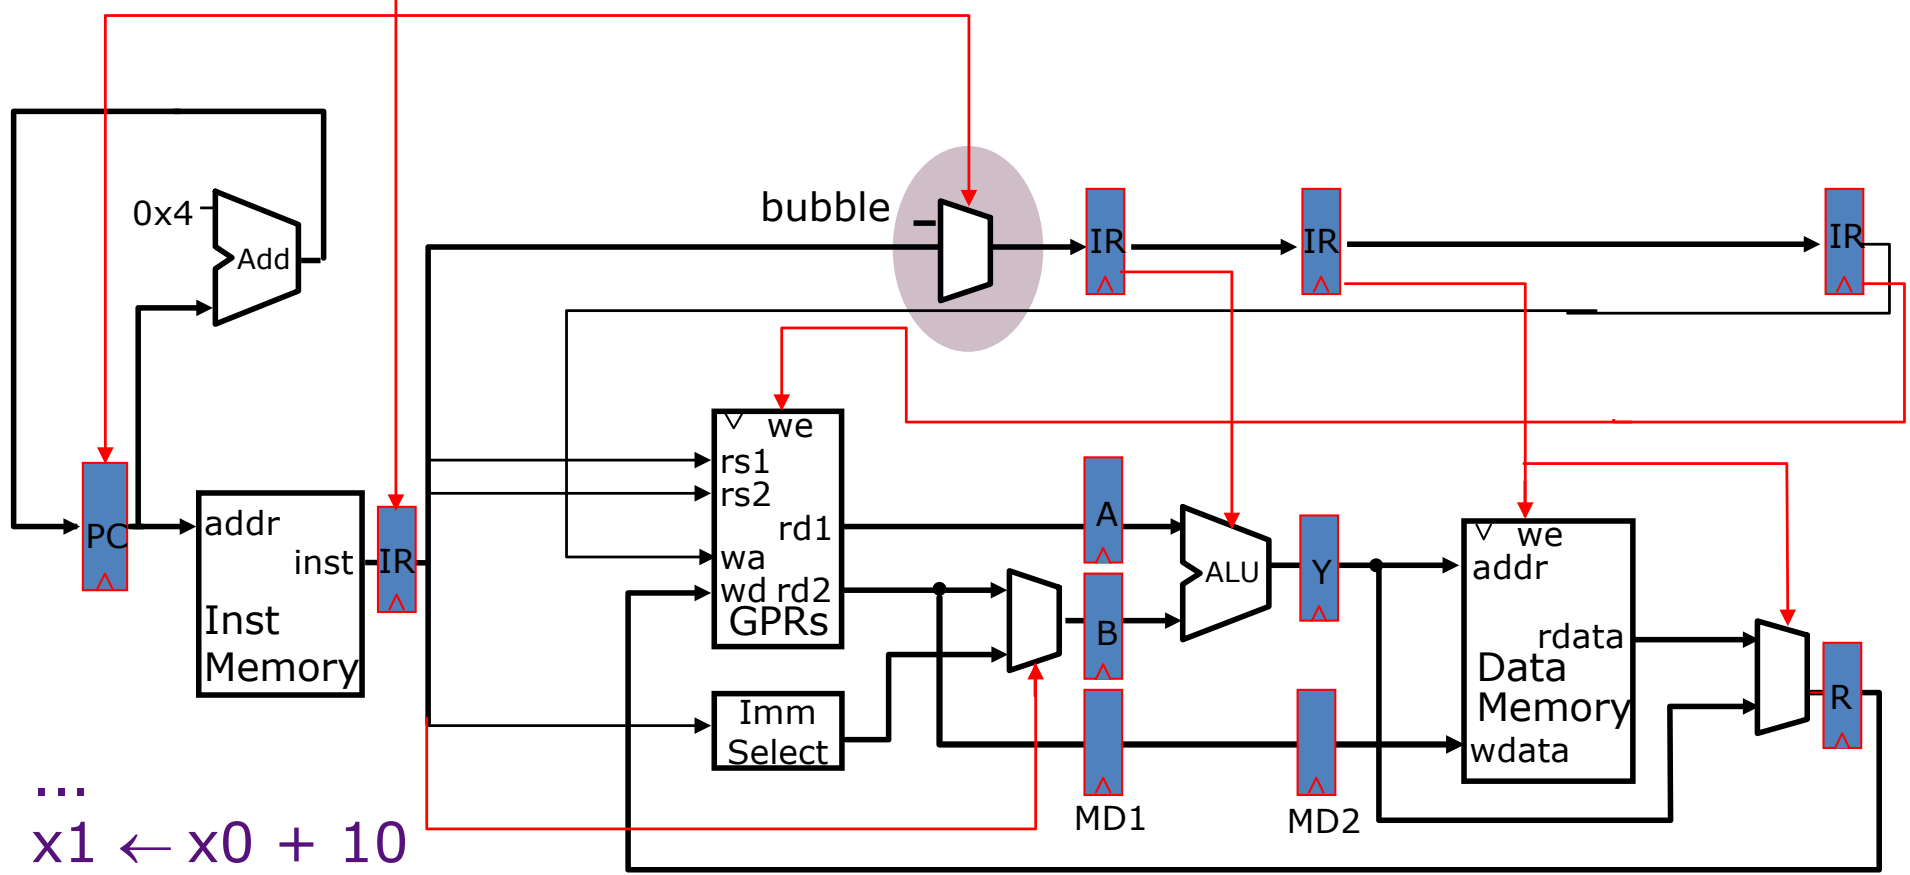 bubble
IR
IR
IR
0x4
Add
we
rs1
rs2
rd1
wa
wd rd2
GPRs
PC
addr
inst
Inst
Memory
IR
A
B
ALU
Y
we
addr
rdata
Data
Memory
wdata
R
Imm
Select
MD1
MD2
...
x1 ← x0 + 10